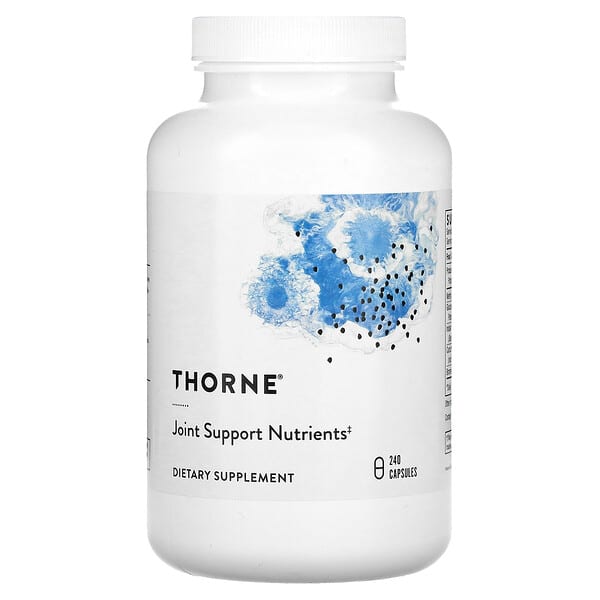 THORNE®
Joint Support Nutrients‡
DIETARY SUPPLEMENT
240
CAPSULES